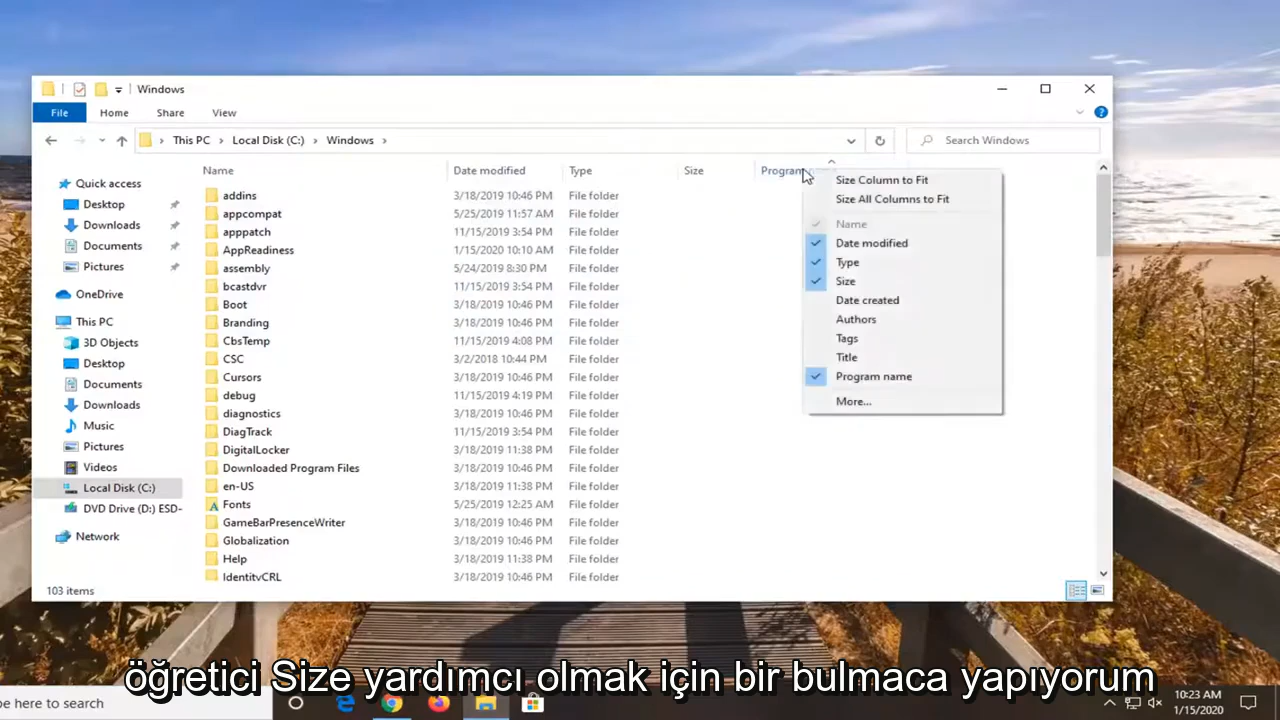 Windows
File Home Share View
This PC Local Disk (C:) Windows Search Windows
Name Date modified Type Size Program
Quick access
Desktop
Downloads
Documents
Pictures
OneDrive
This PC
3D Objects
Desktop
Documents
Downloads
Music
Pictures
Videos
Local Disk (C:)
DVD Drive (D:) ESD-
Network
addins 3/18/2019 10:46 PM File folder
appcompat 5/25/2019 11:57 AM File folder
apppatch 11/15/2019 3:54 PM File folder
AppReadiness 1/15/2020 10:10 AM File folder
assembly 5/24/2019 8:30 PM File folder
bcastdvr 11/15/2019 3:54 PM File folder
Boot 3/18/2019 10:46 PM File folder
Branding 3/18/2019 10:46 PM File folder
CbsTemp 11/15/2019 4:08 PM File folder
CSC 3/2/2018 10:44 PM File folder
Cursors 3/18/2019 10:46 PM File folder
debug 11/15/2019 4:19 PM File folder
diagnostics 3/18/2019 10:46 PM File folder
DiagTrack 11/15/2019 3:54 PM File folder
DigitalLocker 3/18/2019 11:38 PM File folder
Downloaded Program Files 3/18/2019 10:46 PM File folder
en-US 3/18/2019 11:38 PM File folder
Fonts 5/25/2019 12:25 AM File folder
GameBarPresenceWriter 3/18/2019 10:46 PM File folder
Globalization 3/18/2019 10:46 PM File folder
Help 3/18/2019 11:38 PM File folder
IdentityCRL 3/18/2019 10:46 PM File folder
Size Column to Fit
Size All Columns to Fit
Name
Date modified
Type
Size
Date created
Authors
Tags
Title
Program name
More...
103 items
öğretici Size yardımcı olmak için bir bulmaca yapıyorum
pe here to search
10:23 AM
1/15/2020